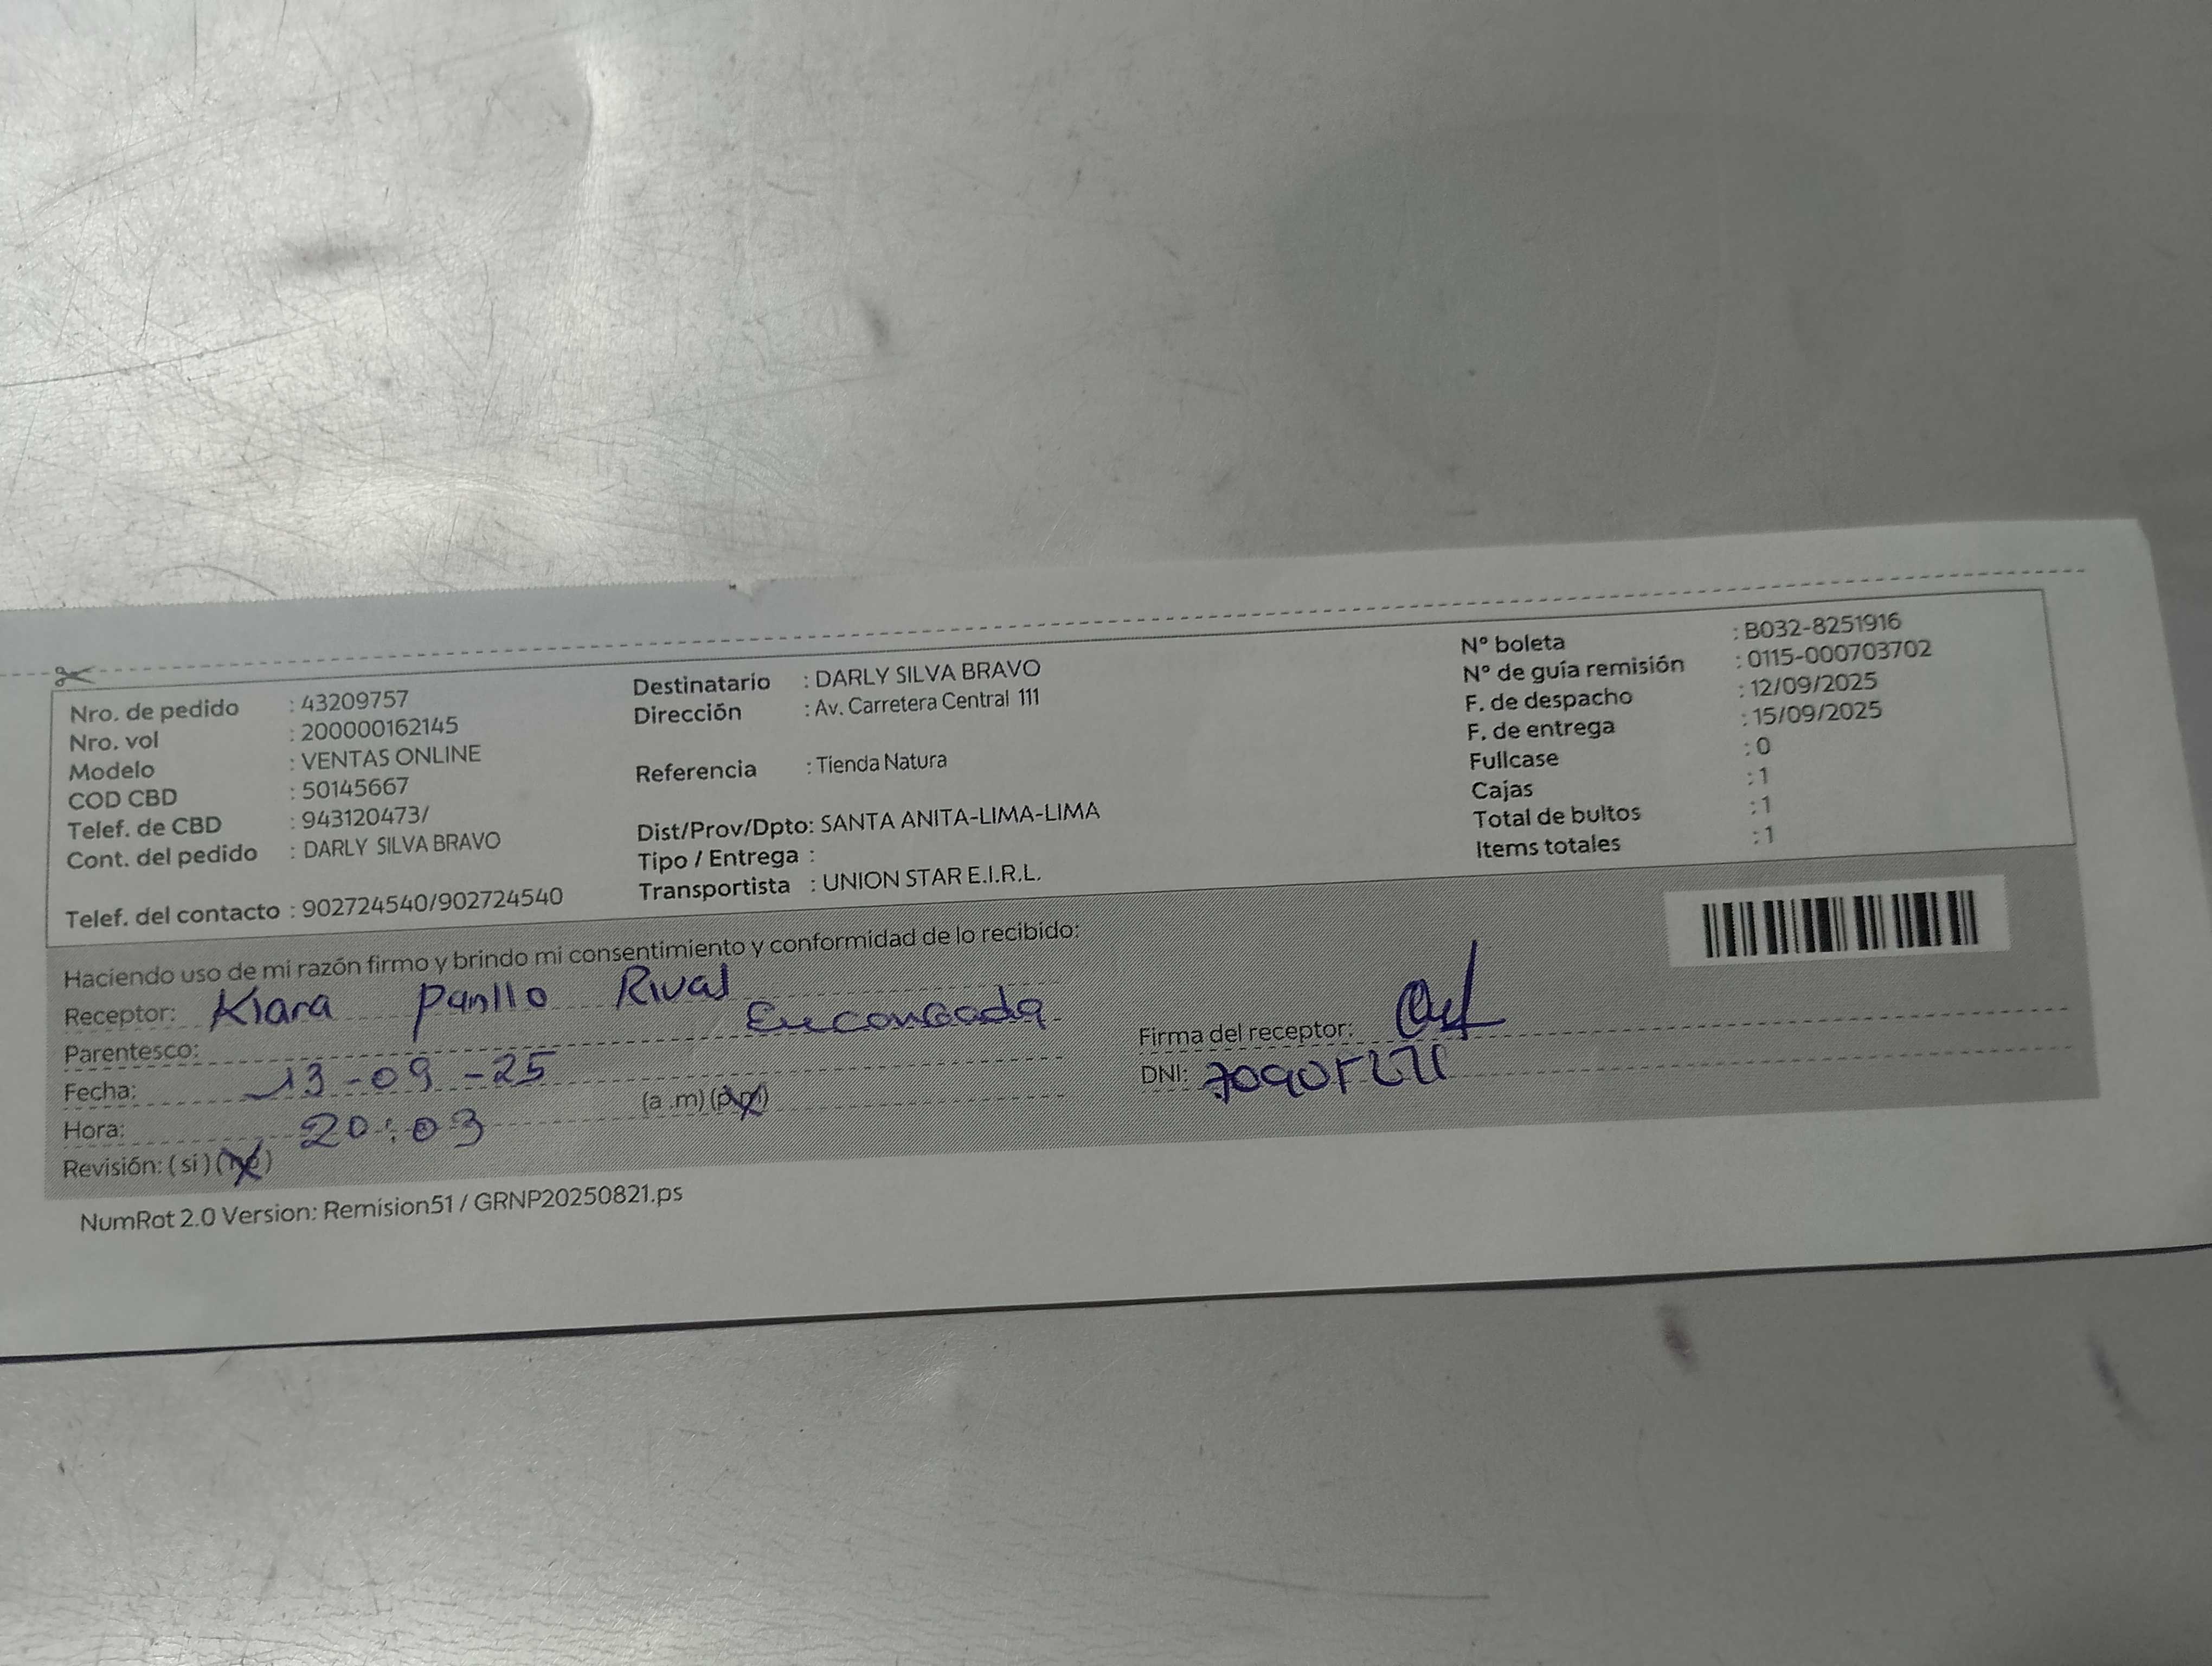 Nro. de pedido : 43209757
Nro. vol : 200000162145
Modelo : VENTAS ONLINE
COD CBD : 50145667
Telef. de CBD : 943120473/
Cont. del pedido : DARLY SILVA BRAVO
Telef. del contacto : 902724540/902724540
Destinatario : DARLY SILVA BRAVO
Dirección : Av. Carretera Central 111
Referencia : Tienda Natura
Dist/Prov/Dpto: SANTA ANITA-LIMA-LIMA
Tipo / Entrega :
Transportista : UNION STAR E.I.R.L.
N° boleta : B032-8251916
N° de guía remisión : 0115-000703702
F. de despacho : 12/09/2025
F. de entrega : 15/09/2025
Fullcase : 0
Cajas : 1
Total de bultos : 1
Items totales : 1
Haciendo uso de mi razón firmo y brindo mi consentimiento y conformidad de lo recibido:
Receptor: Kiara
Parentesco:
Fecha: 13-09-25
Hora: 20:03 (a .m) (p.m)
Revisión: ( si ) ( no )
Firma del receptor:
DNI:
NumRot 2.0 Version: Remision51 / GRNP20250821.ps